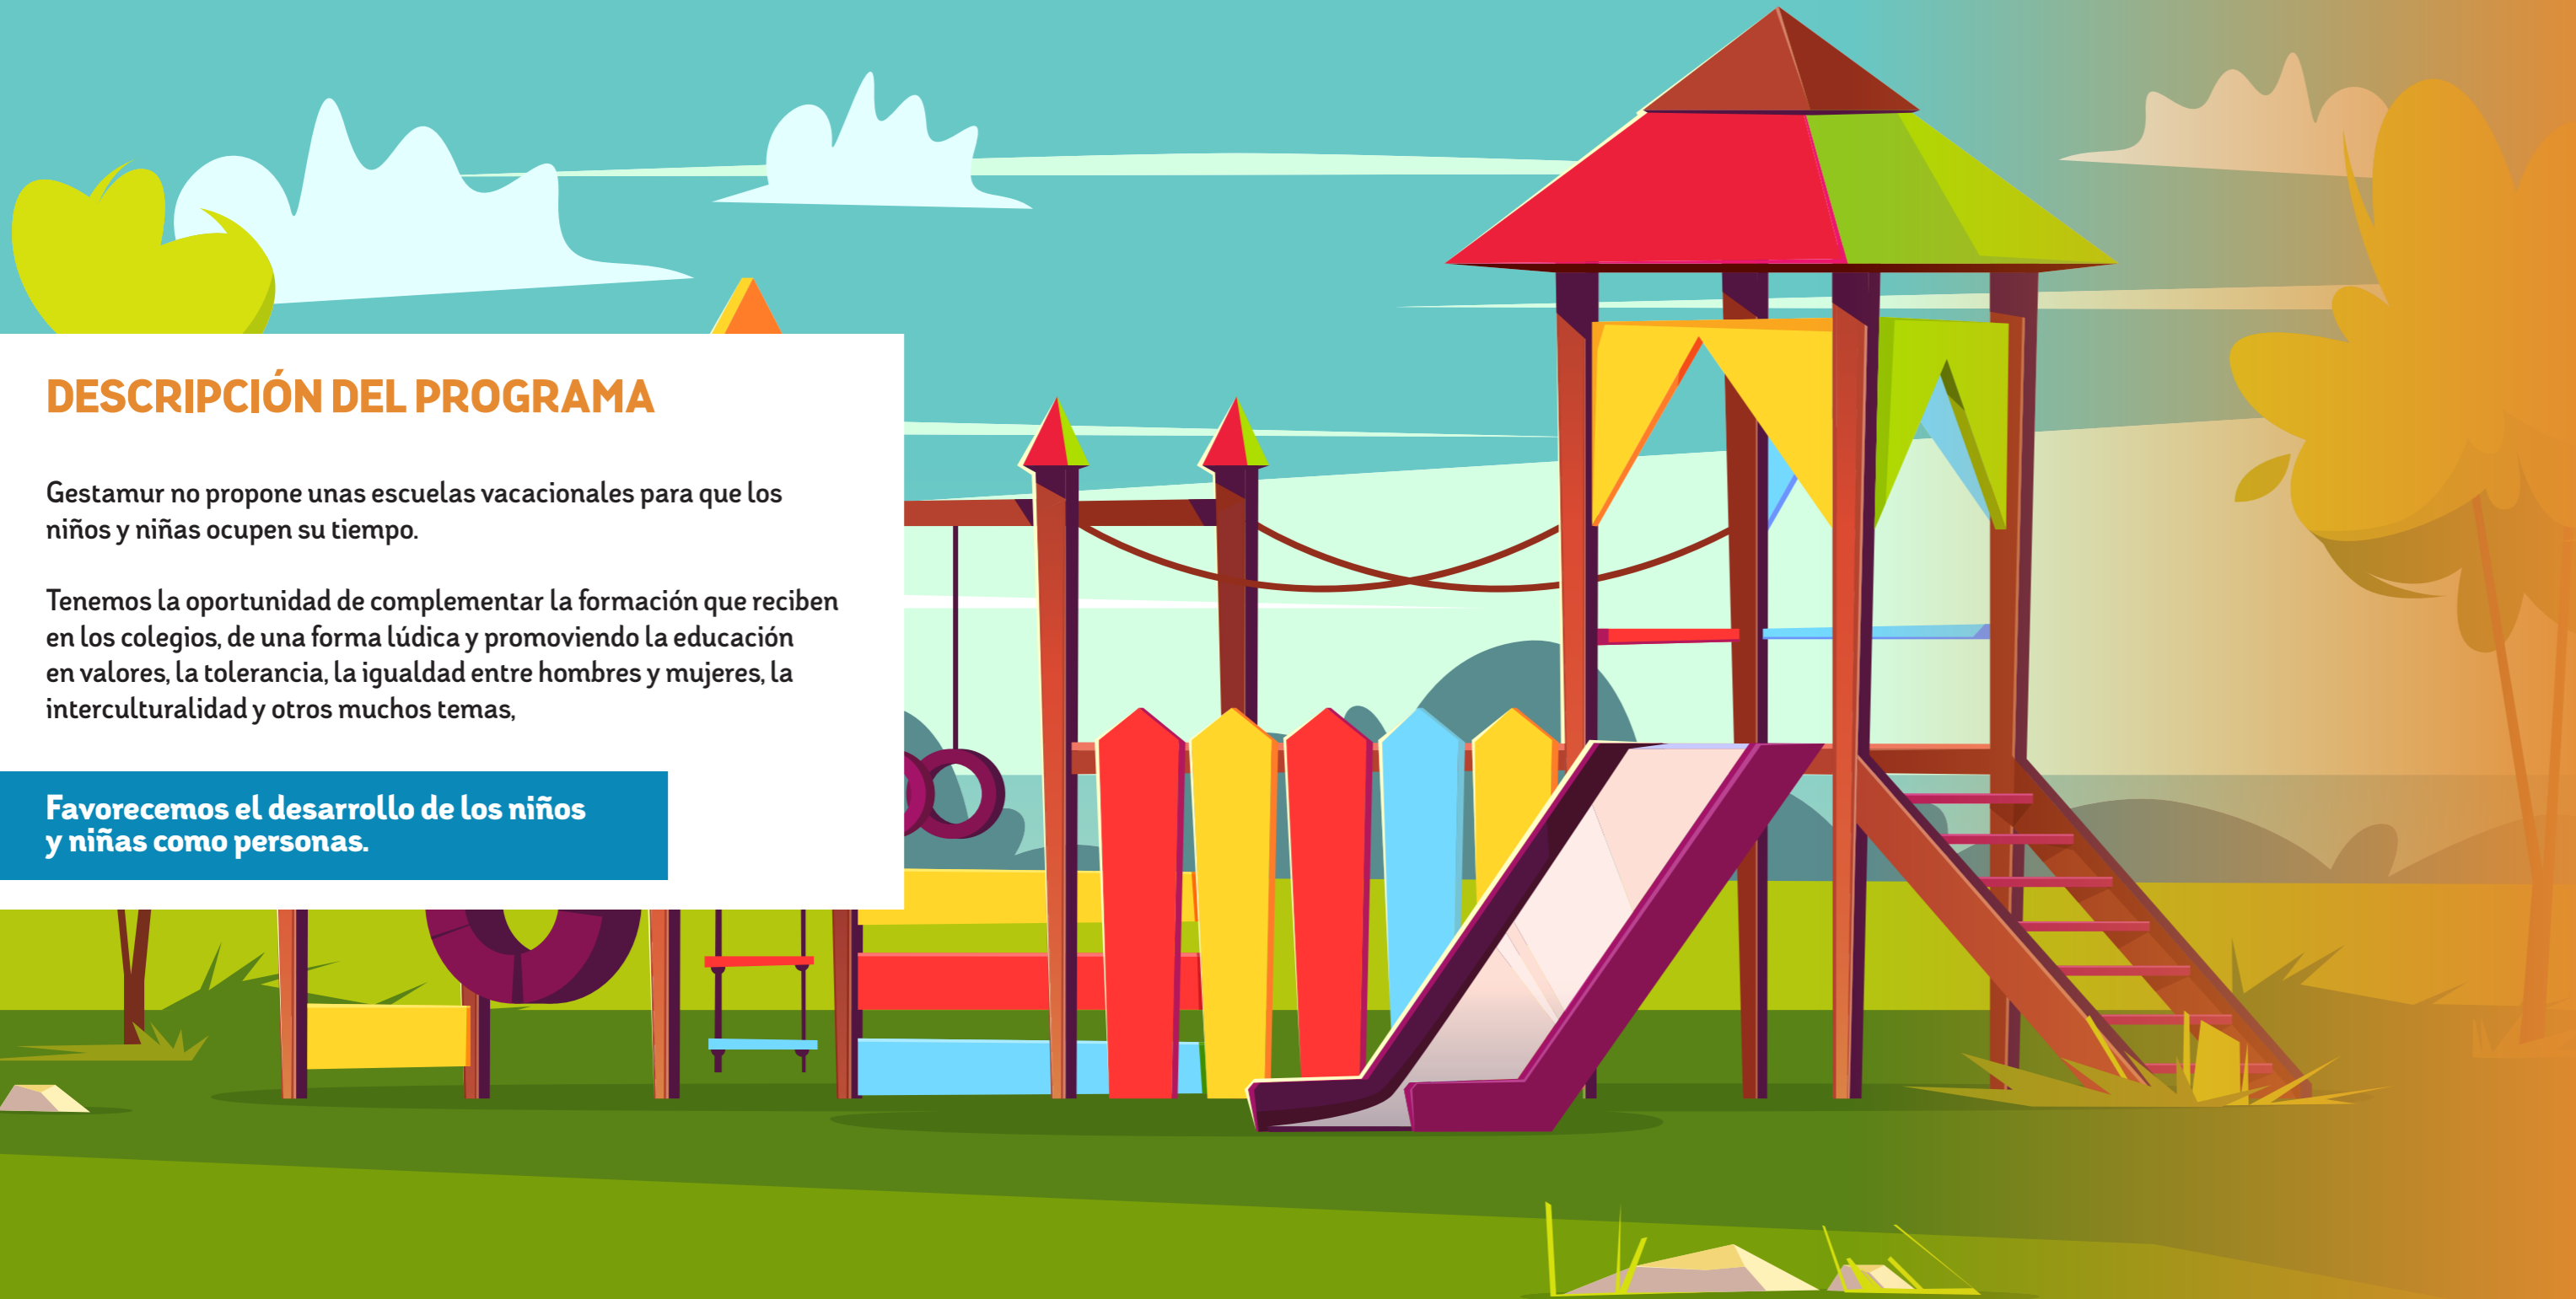 DESCRIPCIÓN DEL PROGRAMA
Gestamur no propone unas escuelas vacacionales para que los
niños y niñas ocupen su tiempo.
Tenemos la oportunidad de complementar la formación que reciben
en los colegios, de una forma lúdica y promoviendo la educación
en valores, la tolerancia, la igualdad entre hombres y mujeres, la
interculturalidad y otros muchos temas,
Favorecemos el desarrollo de los niños
y niñas como personas.